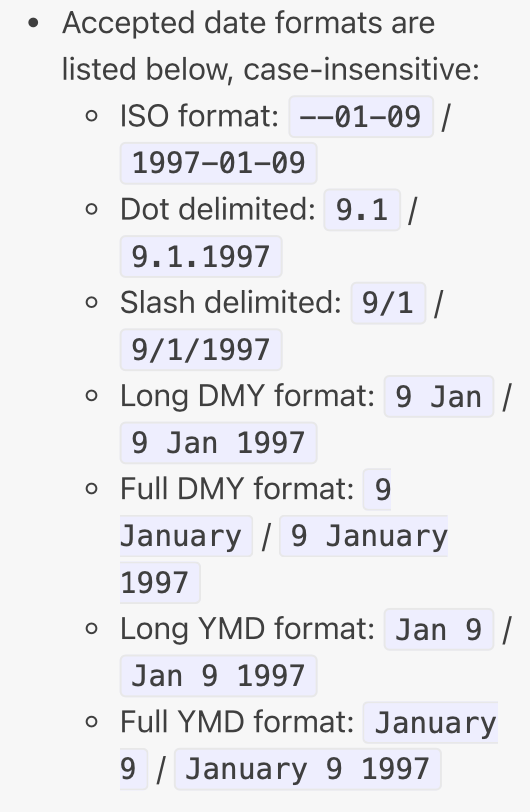 • Accepted date formats are
listed below, case-insensitive:
◦ ISO format: --01-09 /
1997-01-09
◦ Dot delimited: 9.1 /
9.1.1997
◦ Slash delimited: 9/1 /
9/1/1997
◦ Long DMY format: 9 Jan /
9 Jan 1997
◦ Full DMY format: 9
January / 9 January
1997
◦ Long YMD format: Jan 9 /
Jan 9 1997
◦ Full YMD format: January
9 / January 9 1997